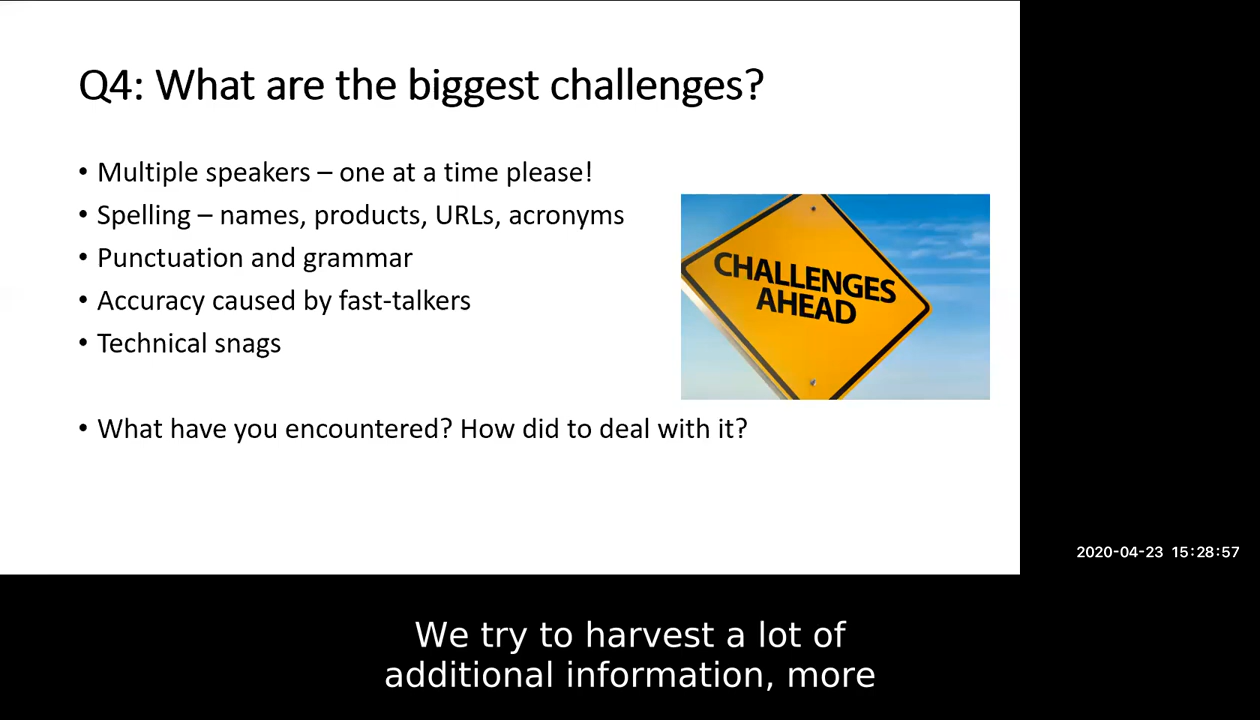 Q4: What are the biggest challenges?
• Multiple speakers – one at a time please!
• Spelling – names, products, URLs, acronyms
• Punctuation and grammar
• Accuracy caused by fast-talkers
• Technical snags
CHALLENGES
AHEAD
• What have you encountered? How did to deal with it?
2020-04-23 15:28:57
We try to harvest a lot of
additional information, more